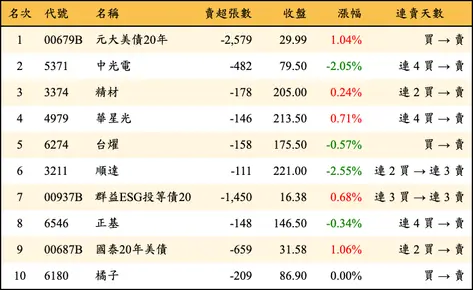 名次 代號 名稱 賣超張數 收盤 漲幅 連賣天數
1 00679B 元大美債20年 -2,579 29.99 1.04% 買 → 賣
2 5371 中光電 -482 79.50 -2.05% 連 4 買 → 賣
3 3374 精材 -178 205.00 0.24% 連 2 買 → 賣
4 4979 華星光 -146 213.50 0.71% 連 4 買 → 賣
5 6274 台燿 -158 175.50 -0.57% 買 → 賣
6 3211 順達 -111 221.00 -2.55% 連 2 買 → 連 3 賣
7 00937B 群益ESG投等債20 -1,450 16.38 0.68% 連 3 買 → 連 3 賣
8 6546 正基 -148 146.50 -0.34% 連 4 買 → 賣
9 00687B 國泰20年美債 -659 31.58 1.06% 連 2 買 → 賣
10 6180 橘子 -209 86.90 0.00% 買 → 賣